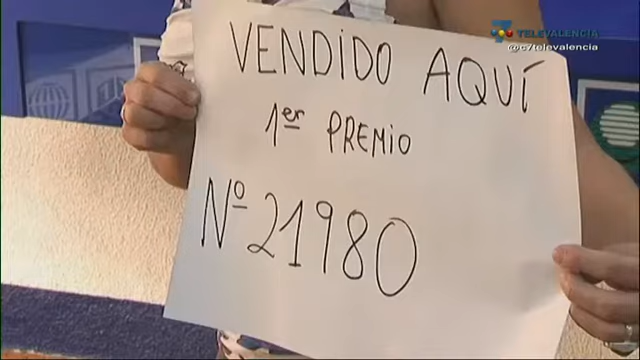 TELEVALENCIA
@c7televalencia
VENDIDO AQUÍ
1er PREMIO
Nº 21980